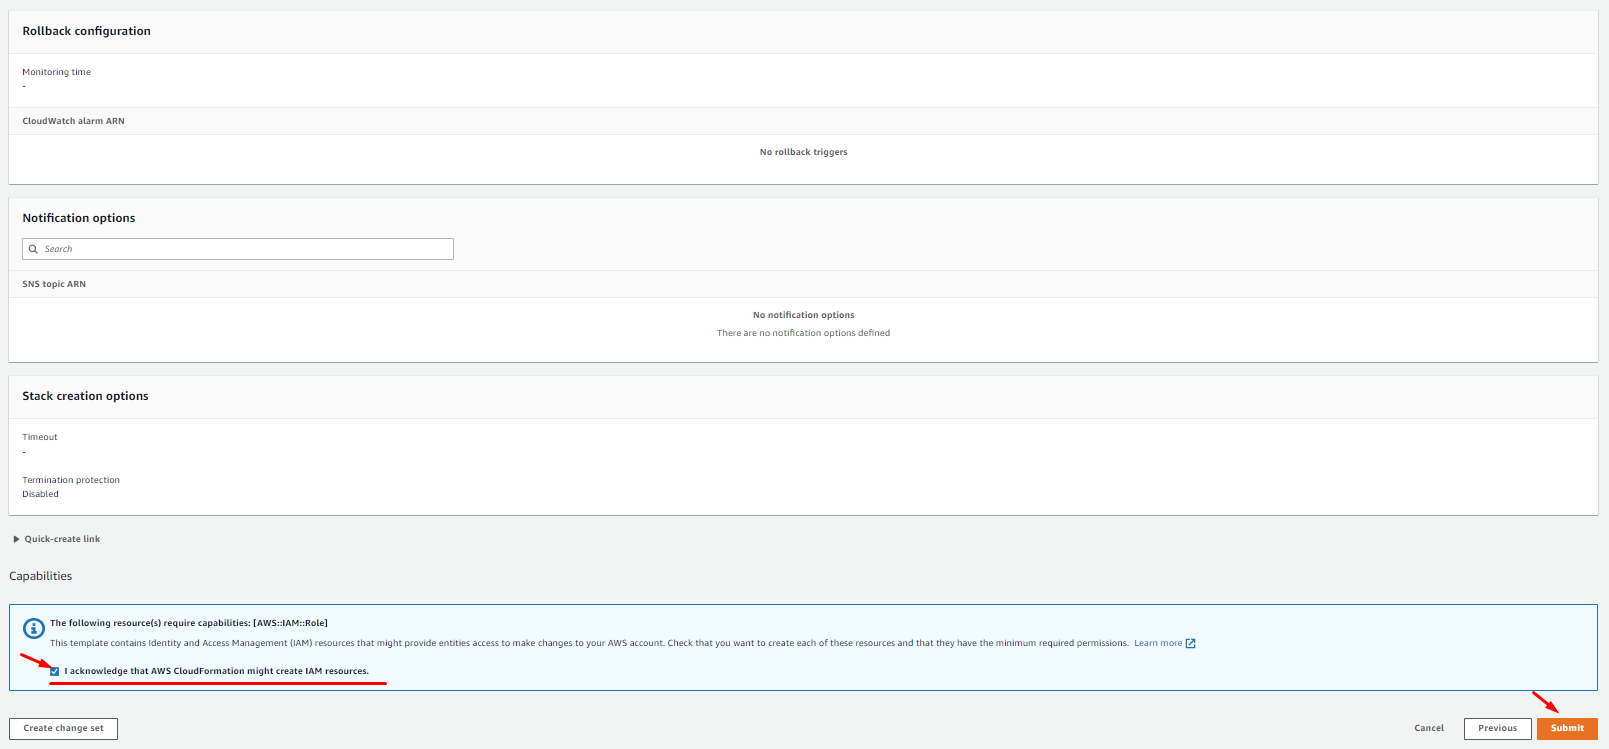 Rollback configuration
Monitoring time
-
CloudWatch alarm ARN
No rollback triggers
Notification options
Search
SNS topic ARN
No notification options
There are no notification options defined
Stack creation options
Timeout
-
Termination protection
Disabled
Quick-create link
Capabilities
The following resource(s) require capabilities: [AWS::IAM::Role]
This template contains Identity and Access Management (IAM) resources that might provide entities access to make changes to your AWS account. Check that you want to create each of these resources and that they have the minimum required permissions. Learn more
I acknowledge that AWS CloudFormation might create IAM resources.
Create change set
Cancel
Previous
Submit